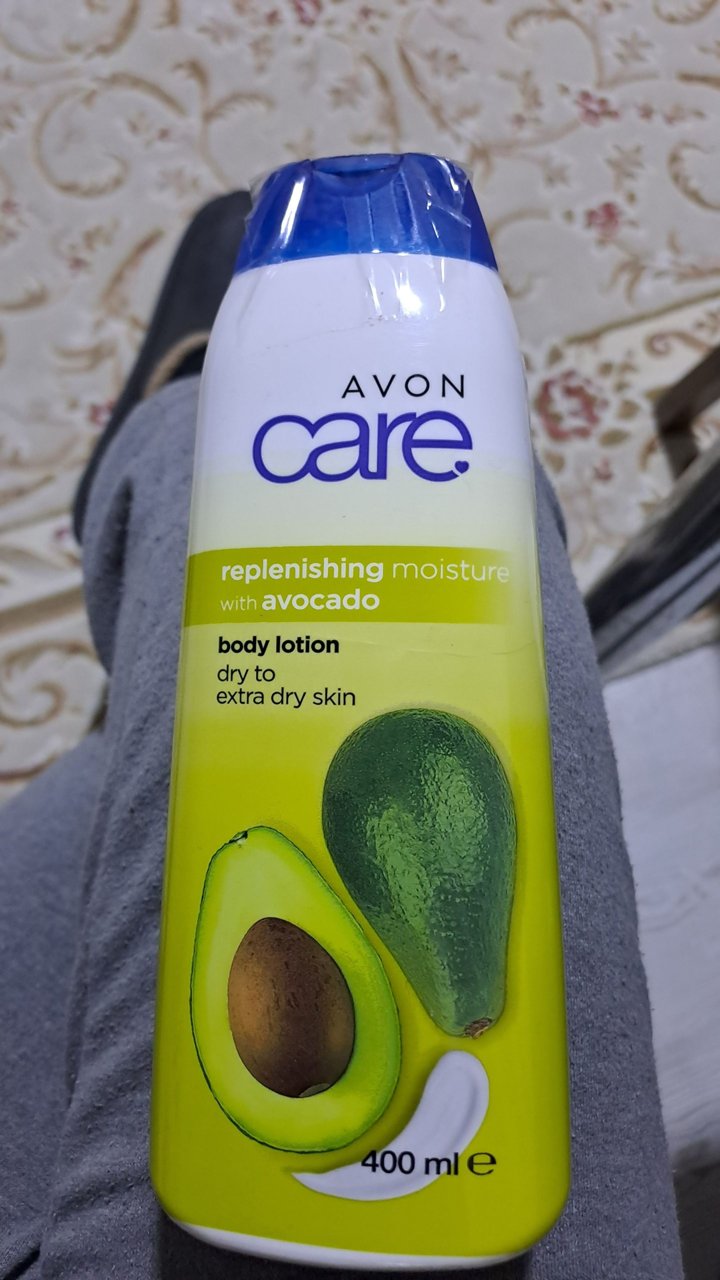 AVON
care
replenishing moisture
with avocado
body lotion
dry to
extra dry skin
400 ml e